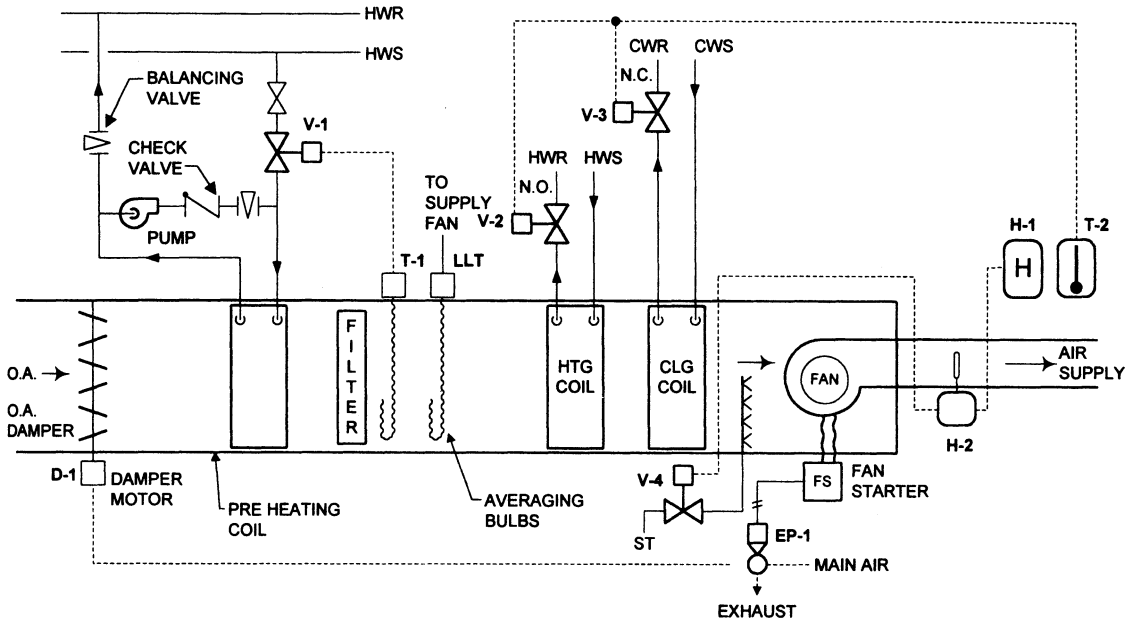 HWR
HWS
BALANCING
VALVE
V-1
CHECK
VALVE
PUMP
TO
SUPPLY
FAN
T-1
LLT
HWR
HWS
N.O.
V-2
CWR
CWS
N.C.
V-3
H-1
T-2
H
O.A.
O.A.
DAMPER
FILTER
HTG
COIL
CLG
COIL
FAN
AIR
SUPPLY
H-2
D-1
DAMPER
MOTOR
PRE HEATING
COIL
AVERAGING
BULBS
V-4
ST
FS
FAN
STARTER
EP-1
MAIN AIR
EXHAUST